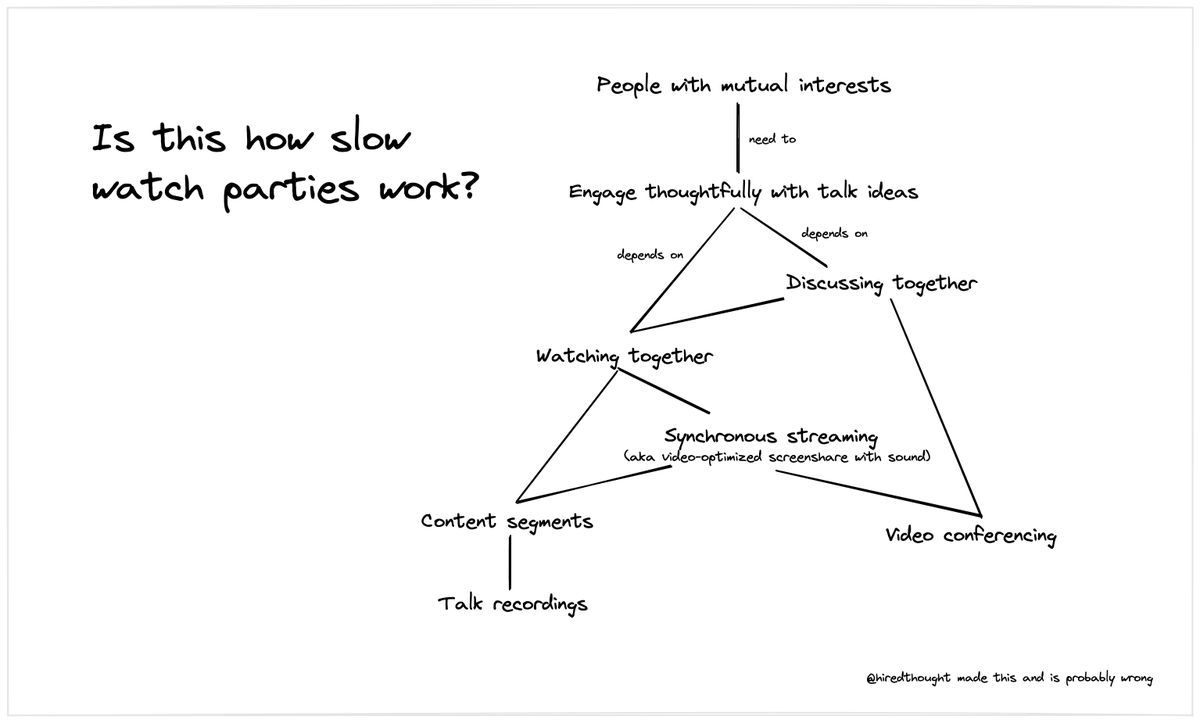 Is this how slow
watch parties work?
People with mutual interests
need to
Engage thoughtfully with talk ideas
depends on
depends on
Discussing together
Watching together
Synchronous streaming
(aka video-optimized screenshare with sound)
Content segments
Video conferencing
Talk recordings
@hiredthought made this and is probably wrong